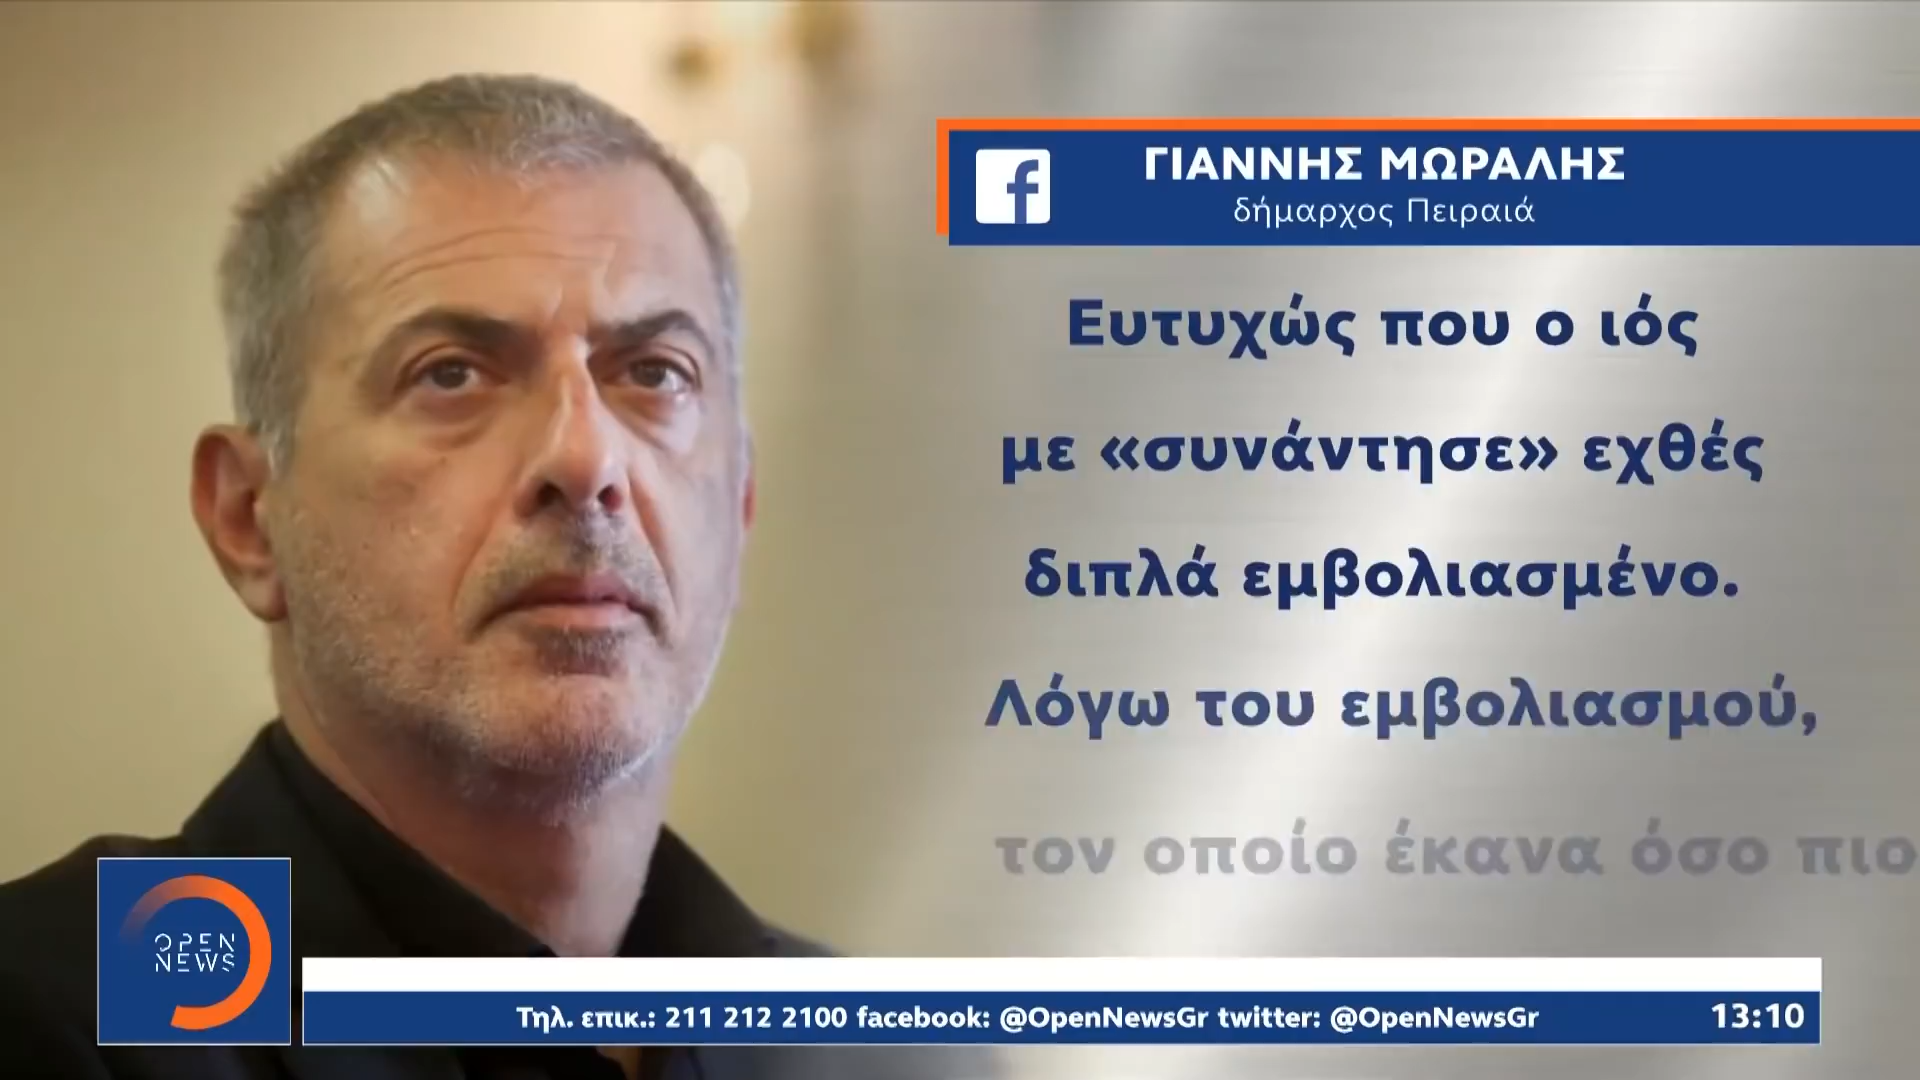 ΓΙΑΝΝΗΣ ΜΩΡΑΛΗΣ
δήμαρχος Πειραιά
Ευτυχώς που ο ιός
με «συνάντησε» εχθές
διπλά εμβολιασμένο.
Λόγω του εμβολιασμού,
τον οποίο έκανα όσο πιο
OPEN
NEWS
Τηλ. επικ.: 211 212 2100 facebook: @OpenNewsGr twitter: @OpenNewsGr
13:10